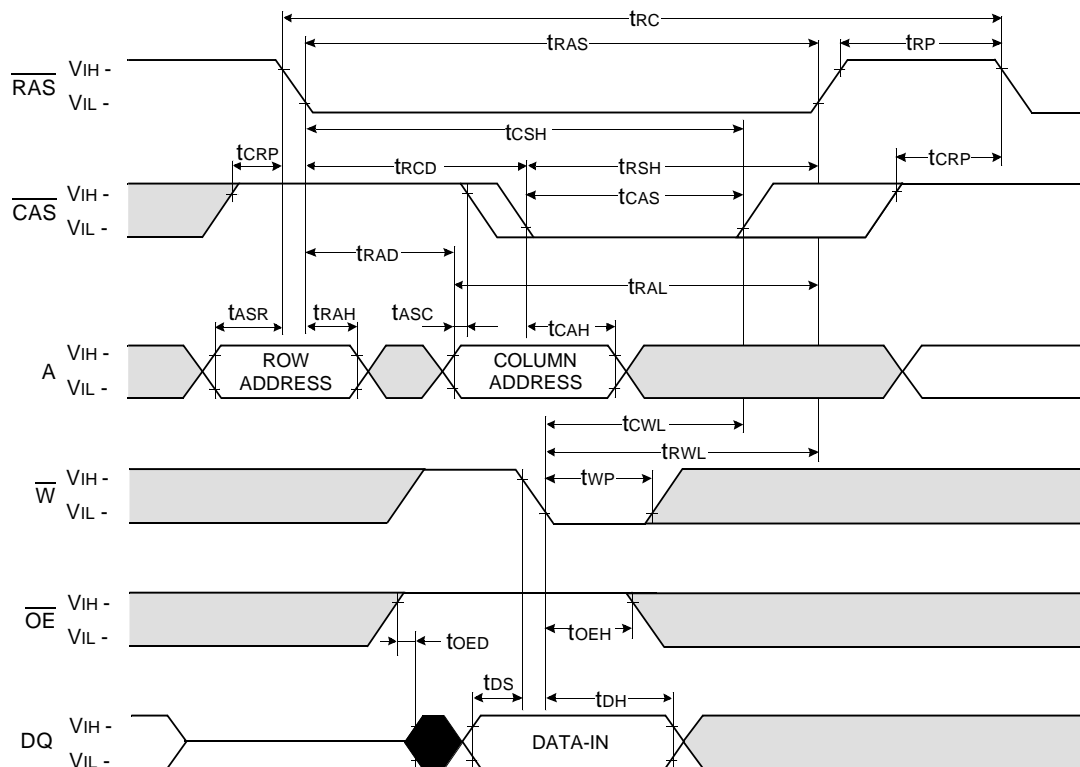 tRC
tRAS
tRP
RAS
VIH -
VIL -
tCSH
tCRP
tRCD
tRSH
tCRP
CAS
VIH -
VIL -
tCAS
tRAD
tRAL
tASR
tRAH
tASC
tCAH
A
VIH -
VIL -
ROW
ADDRESS
COLUMN
ADDRESS
tCWL
tRWL
W
VIH -
VIL -
tWP
OE
VIH -
VIL -
tOED
tOEH
tDS
tDH
DQ
VIH -
VIL -
DATA-IN